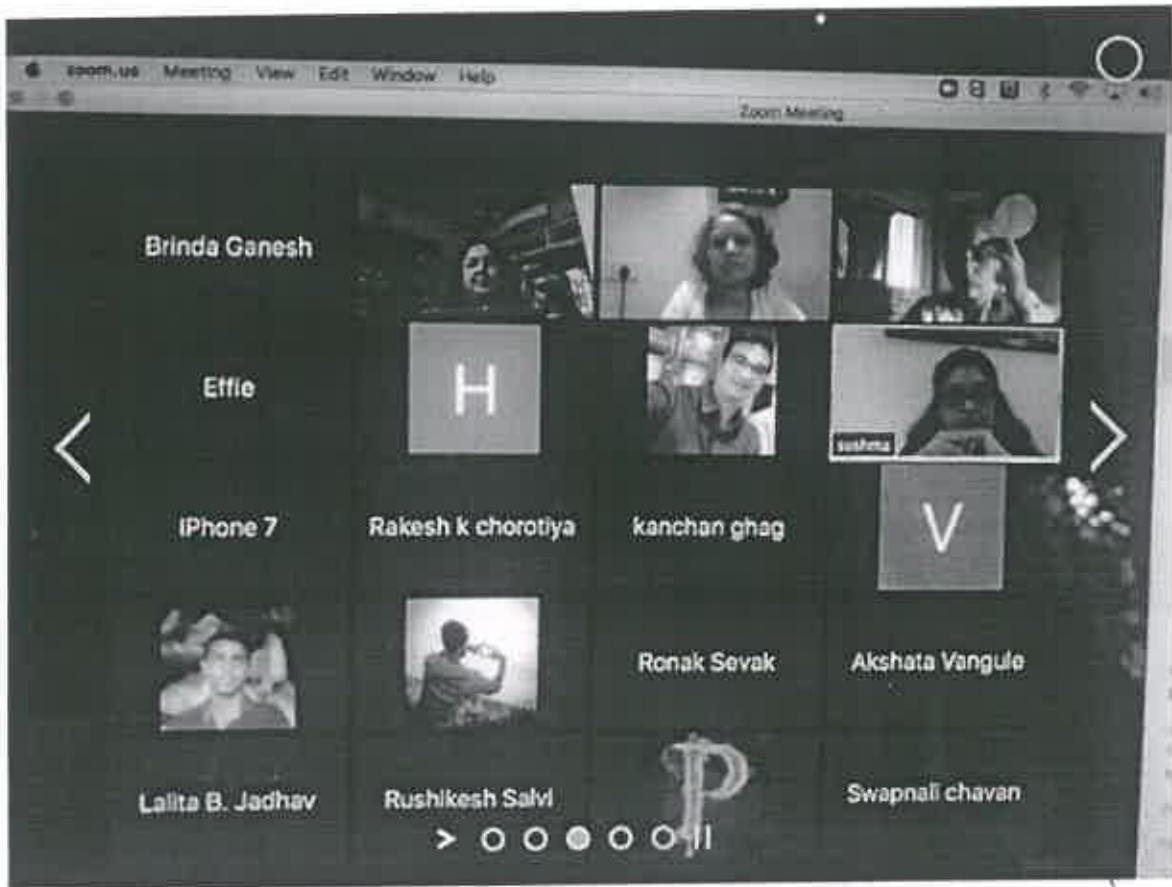 zoom.us Meeting View Edit Window Help
Zoom Meeting
Brinda Ganesh
Effie
H
sushma
iPhone 7
Rakesh k chorotiya
kanchan ghag
V
Ronak Sevak
Akshata Vangule
Lalita B. Jadhav
Rushikesh Salvi
P
Swapnali chavan